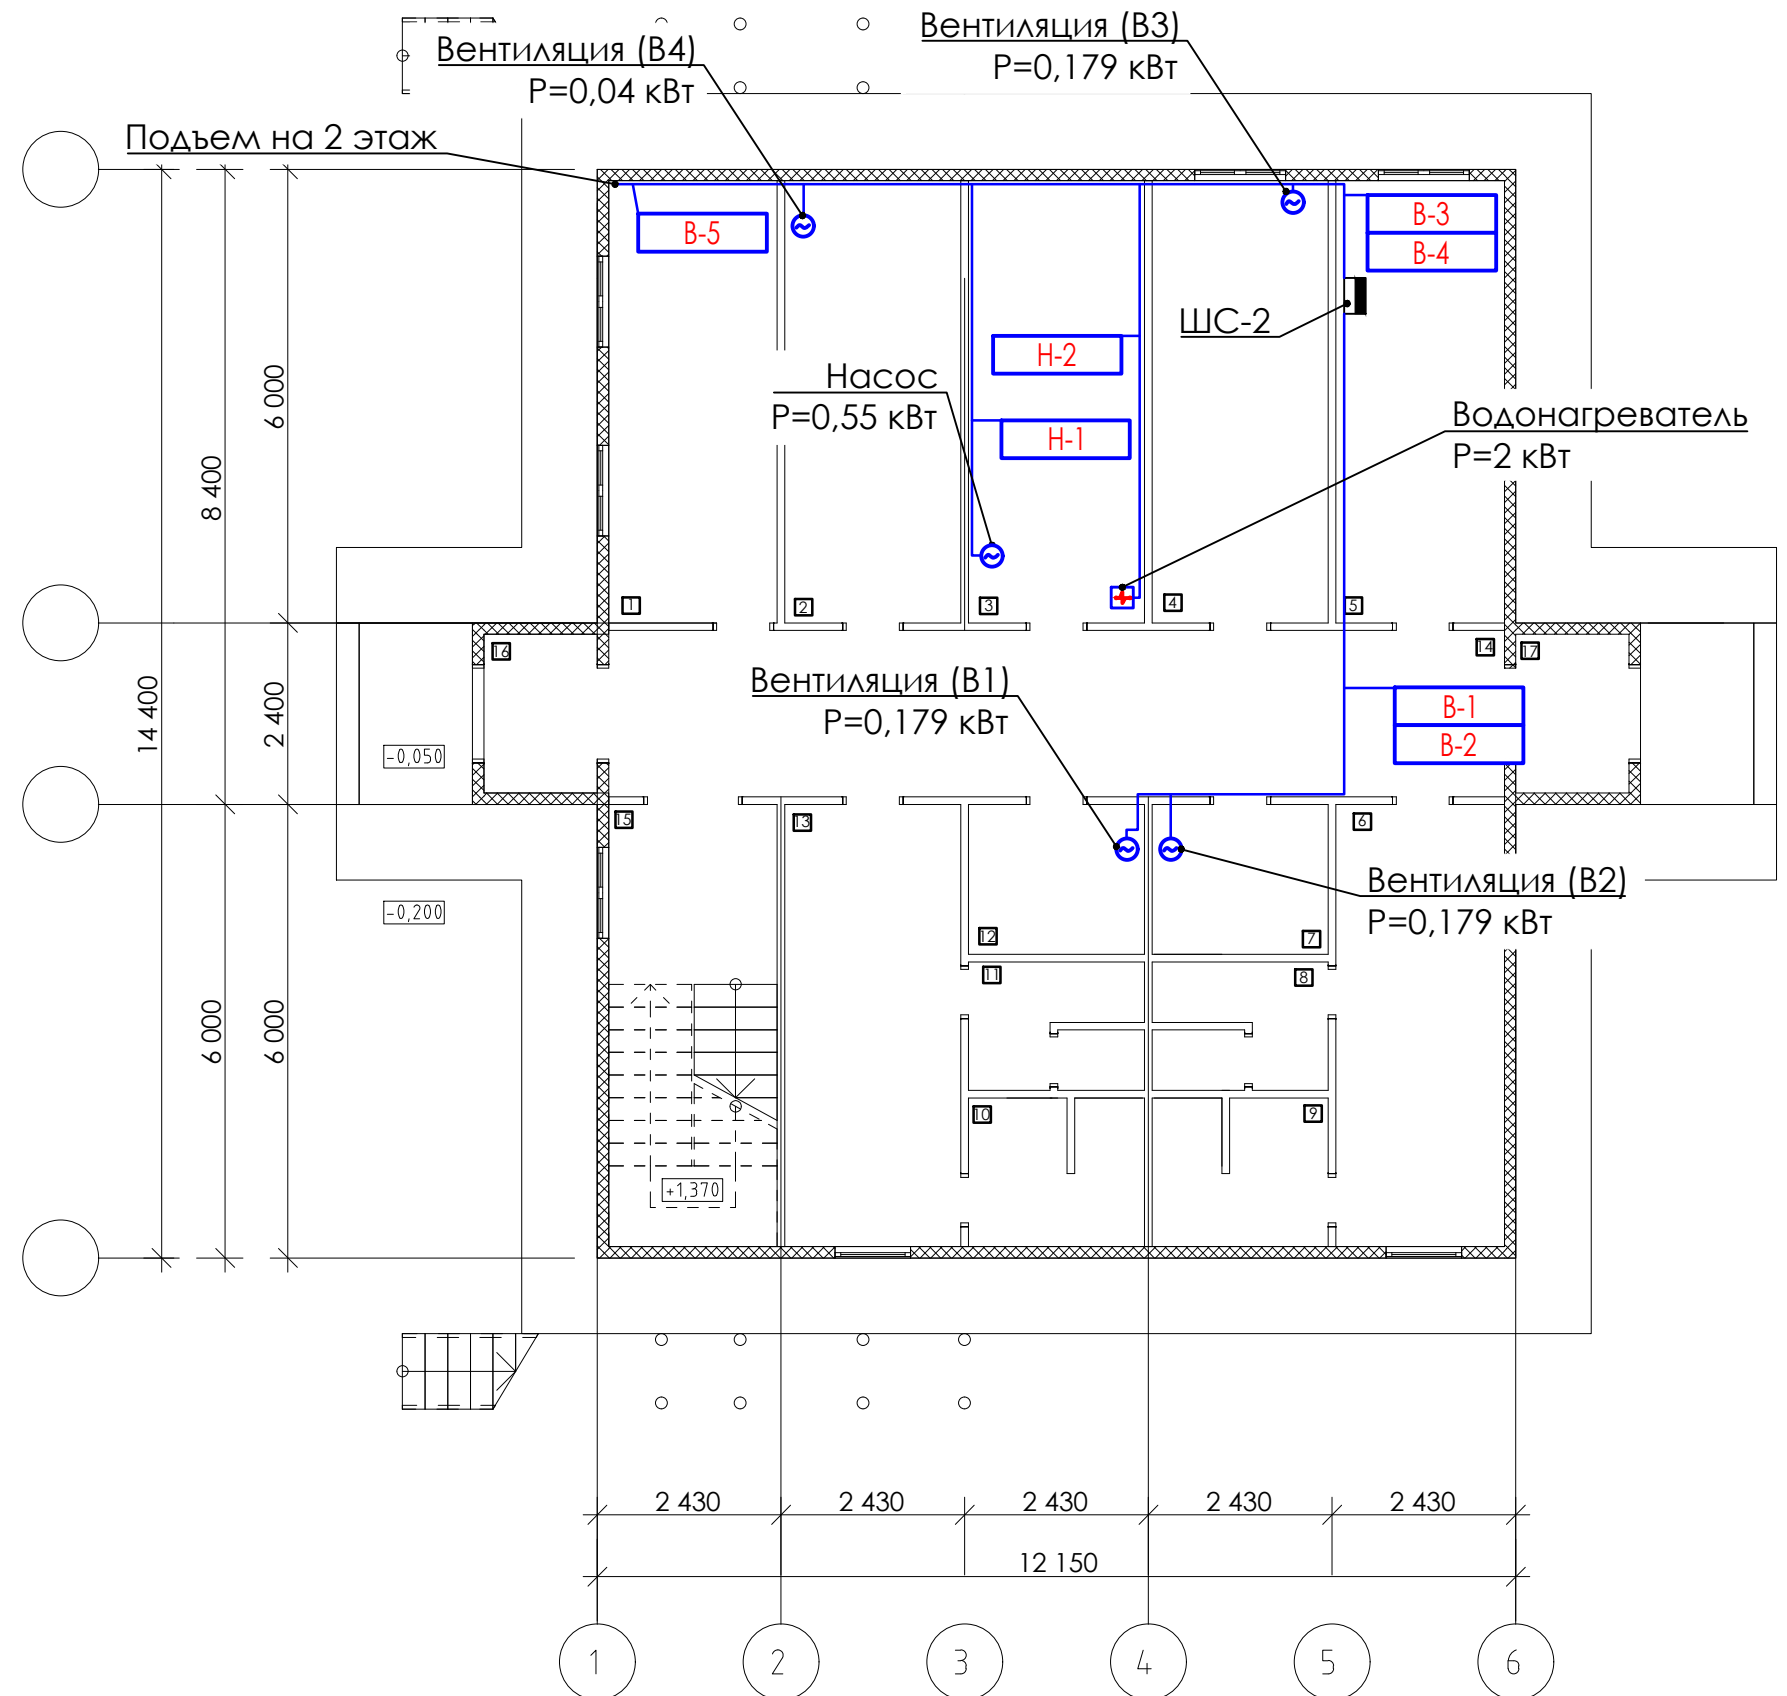 Вентиляция (В4)
P=0,04 кВт
Вентиляция (В3)
P=0,179 кВт
Подъем на 2 этаж
В-5
В-3
В-4
ШС-2
Н-2
Насос
P=0,55 кВт
Н-1
Водонагреватель
P=2 кВт
6 000
8 400
14 400
2 400
6 000
6 000
1
2
3
4
5
16
14
17
Вентиляция (В1)
P=0,179 кВт
В-1
В-2
-0,050
15
13
6
Вентиляция (В2)
P=0,179 кВт
-0,200
12
7
11
8
10
9
+1,370
2 430
2 430
2 430
2 430
2 430
12 150
1
2
3
4
5
6